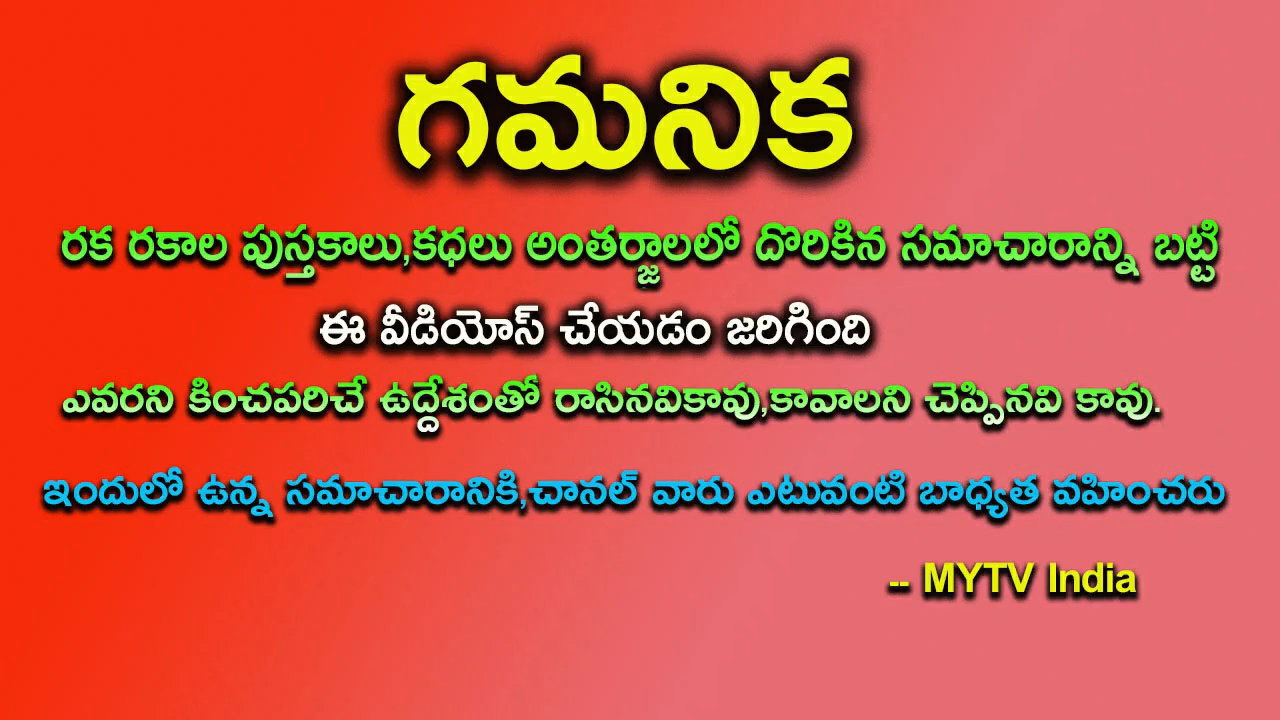 గమనిక
రక రకాల పుస్తకాలు,కధలు అంతర్జాలలో దొరికిన సమాచారాన్ని బట్టి
ఈ వీడియోస్ చేయడం జరిగింది
ఎవరని కించపరిచే ఉద్దేశంతో రాసినవికావు,కావాలని చెప్పినవి కావు.
ఇందులో ఉన్న సమాచారానికి,చానల్ వారు ఎటువంటి బాధ్యత వహించరు
-- MYTV India